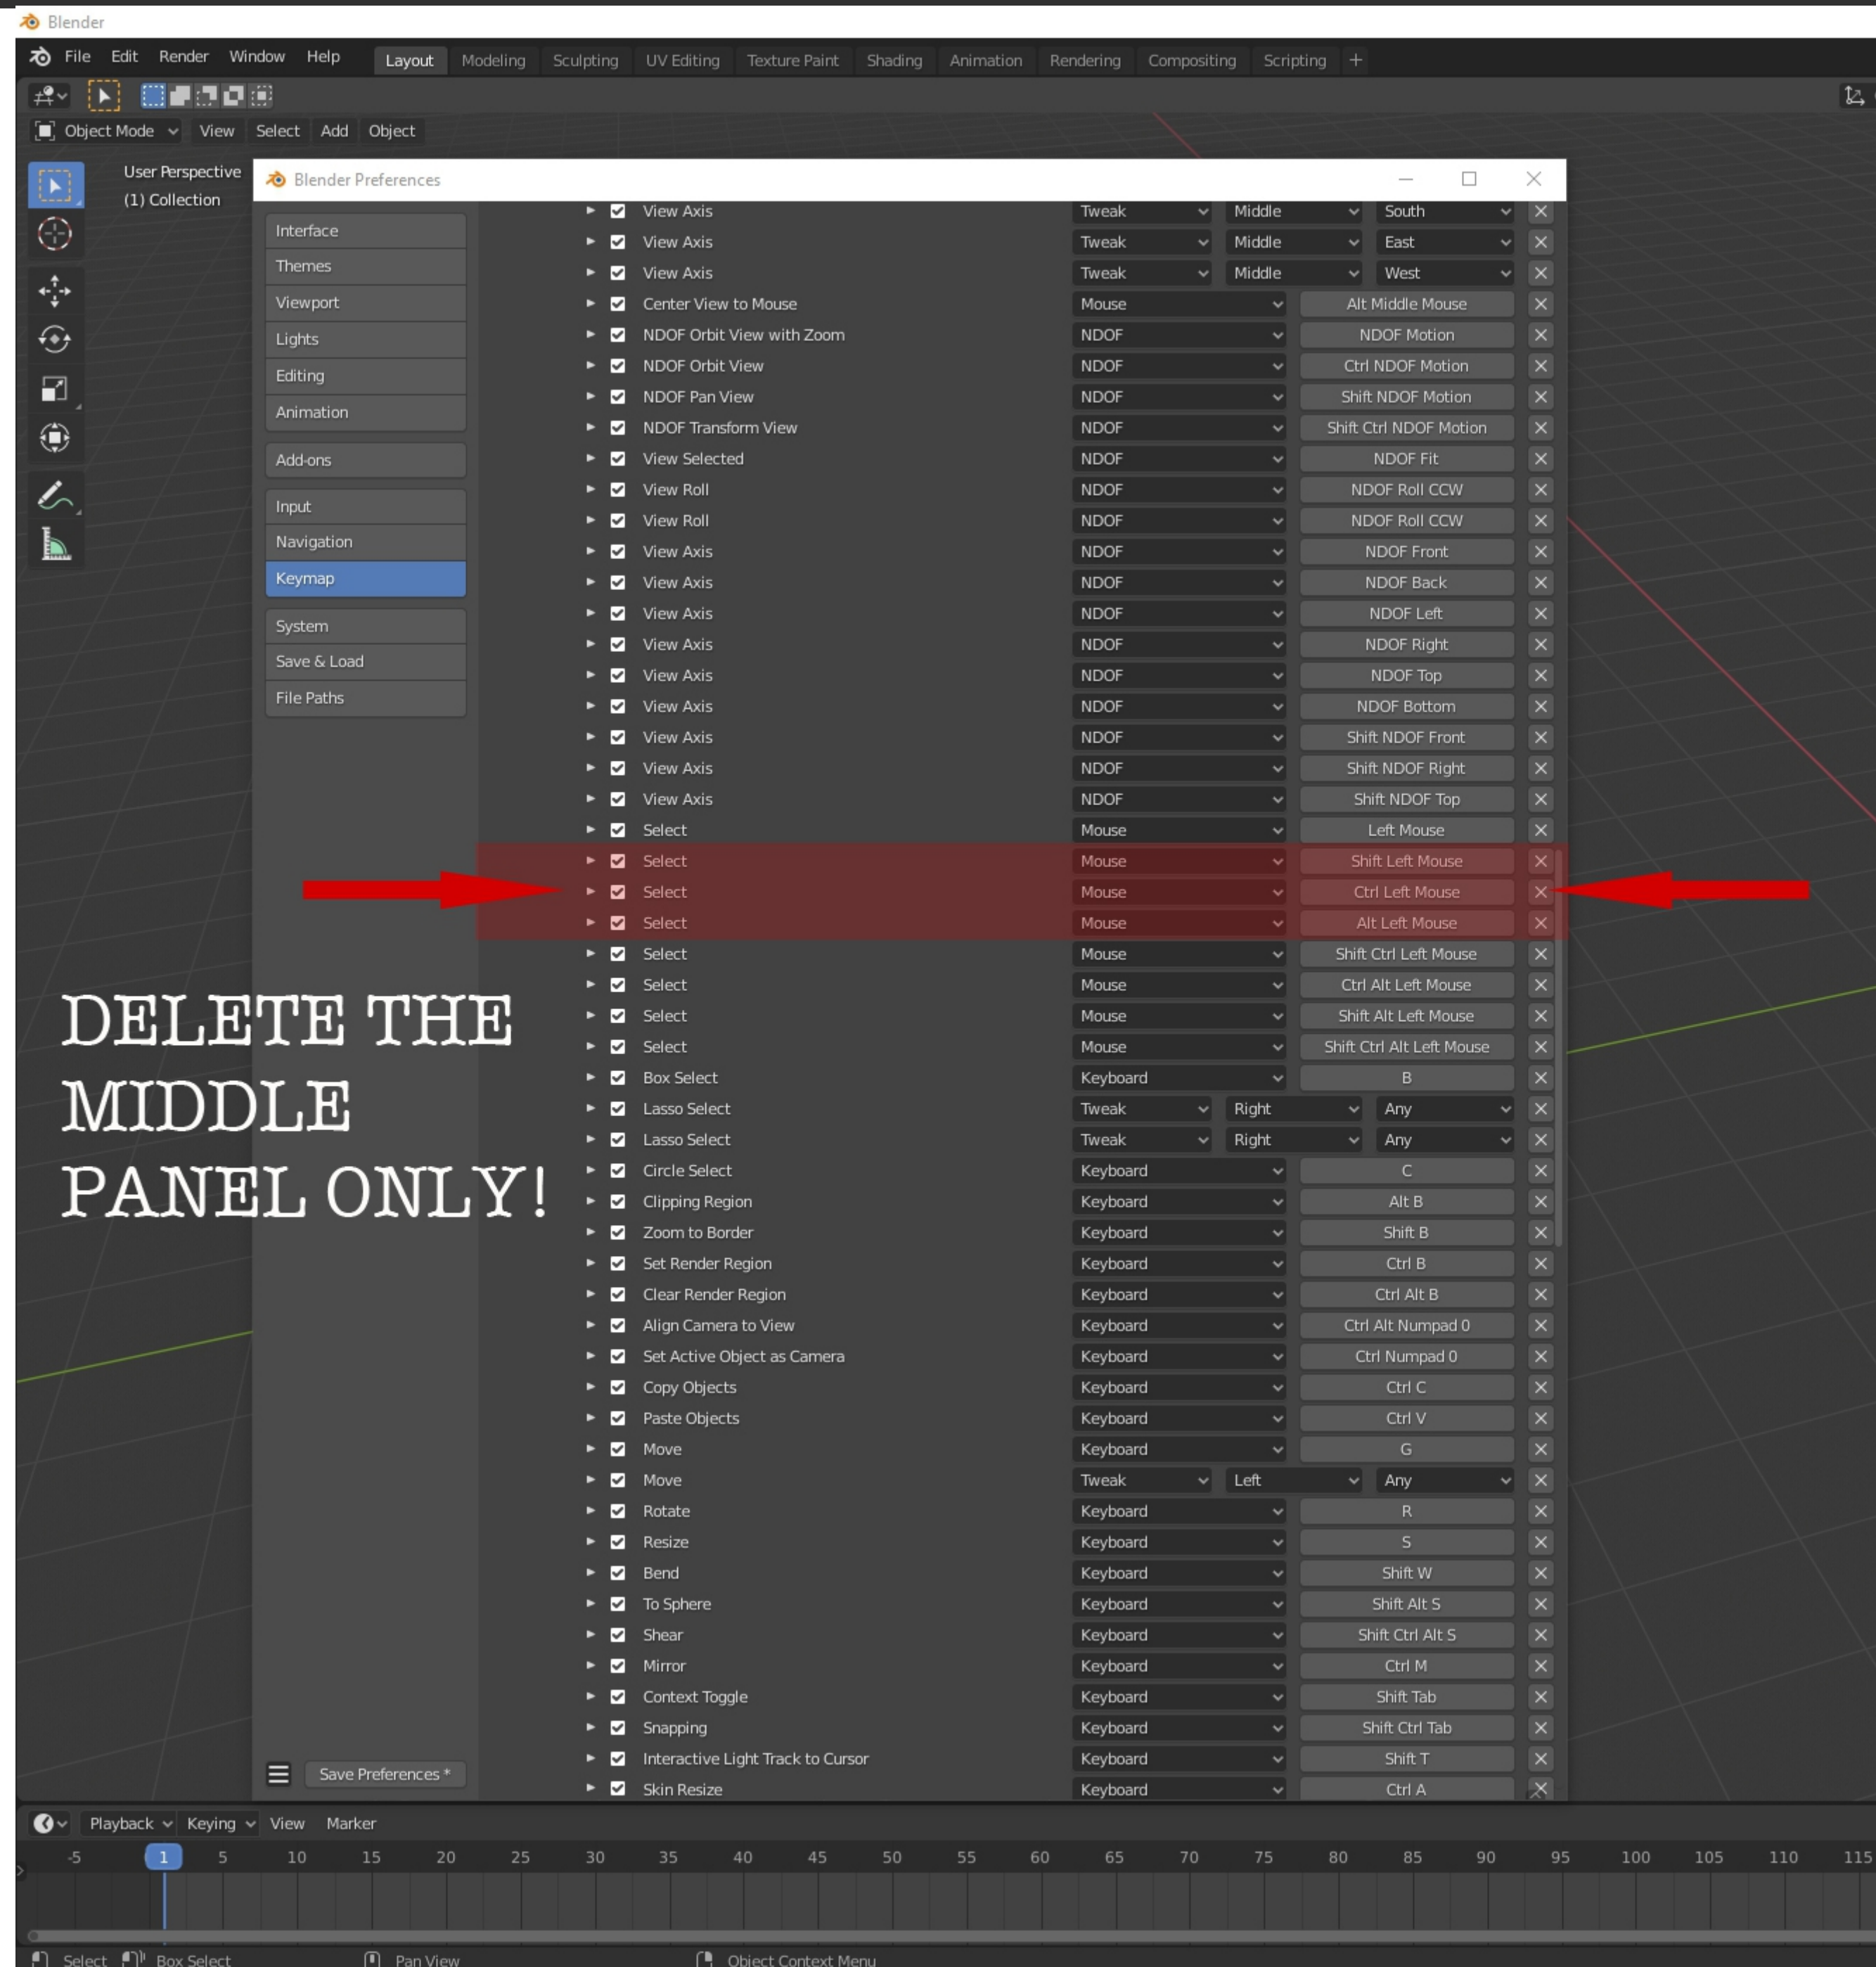 Blender
File Edit Render Window Help Layout Modeling Sculpting UV Editing Texture Paint Shading Animation Rendering Compositing Scripting +
Object Mode View Select Add Object
User Perspective
(1) Collection
Blender Preferences
Interface
Themes
Viewport
Lights
Editing
Animation
Add-ons
Input
Navigation
Keymap
System
Save & Load
File Paths
View Axis Tweak Middle South
View Axis Tweak Middle East
View Axis Tweak Middle West
Center View to Mouse Mouse Alt Middle Mouse
NDOF Orbit View with Zoom NDOF NDOF Motion
NDOF Orbit View NDOF Ctrl NDOF Motion
NDOF Pan View NDOF Shift NDOF Motion
NDOF Transform View NDOF Shift Ctrl NDOF Motion
View Selected NDOF NDOF Fit
View Roll NDOF NDOF Roll CCW
View Roll NDOF NDOF Roll CCW
View Axis NDOF NDOF Front
View Axis NDOF NDOF Back
View Axis NDOF NDOF Left
View Axis NDOF NDOF Right
View Axis NDOF NDOF Top
View Axis NDOF NDOF Bottom
View Axis NDOF Shift NDOF Front
View Axis NDOF Shift NDOF Right
View Axis NDOF Shift NDOF Top
Select Mouse Left Mouse
Select Mouse Shift Left Mouse
Select Mouse Ctrl Left Mouse
Select Mouse Alt Left Mouse
Select Mouse Shift Ctrl Left Mouse
Select Mouse Ctrl Alt Left Mouse
Select Mouse Shift Alt Left Mouse
Select Mouse Shift Ctrl Alt Left Mouse
Box Select Keyboard B
Lasso Select Tweak Right Any
Lasso Select Tweak Right Any
Circle Select Keyboard C
Clipping Region Keyboard Alt B
Zoom to Border Keyboard Shift B
Set Render Region Keyboard Ctrl B
Clear Render Region Keyboard Ctrl Alt B
Align Camera to View Keyboard Ctrl Alt Numpad 0
Set Active Object as Camera Keyboard Ctrl Numpad 0
Copy Objects Keyboard Ctrl C
Paste Objects Keyboard Ctrl V
Move Keyboard G
Move Tweak Left Any
Rotate Keyboard R
Resize Keyboard S
Bend Keyboard Shift W
To Sphere Keyboard Shift Alt S
Shear Keyboard Shift Ctrl Alt S
Mirror Keyboard Ctrl M
Context Toggle Keyboard Shift Tab
Snapping Keyboard Shift Ctrl Tab
Interactive Light Track to Cursor Keyboard Shift T
Skin Resize Keyboard Ctrl A
DELETE THE
MIDDLE
PANEL ONLY!
Save Preferences *
Playback Keying View Marker
-5 1 5 10 15 20 25 30 35 40 45 50 55 60 65 70 75 80 85 90 95 100 105 110 115
Select Box Select Pan View Object Context Menu